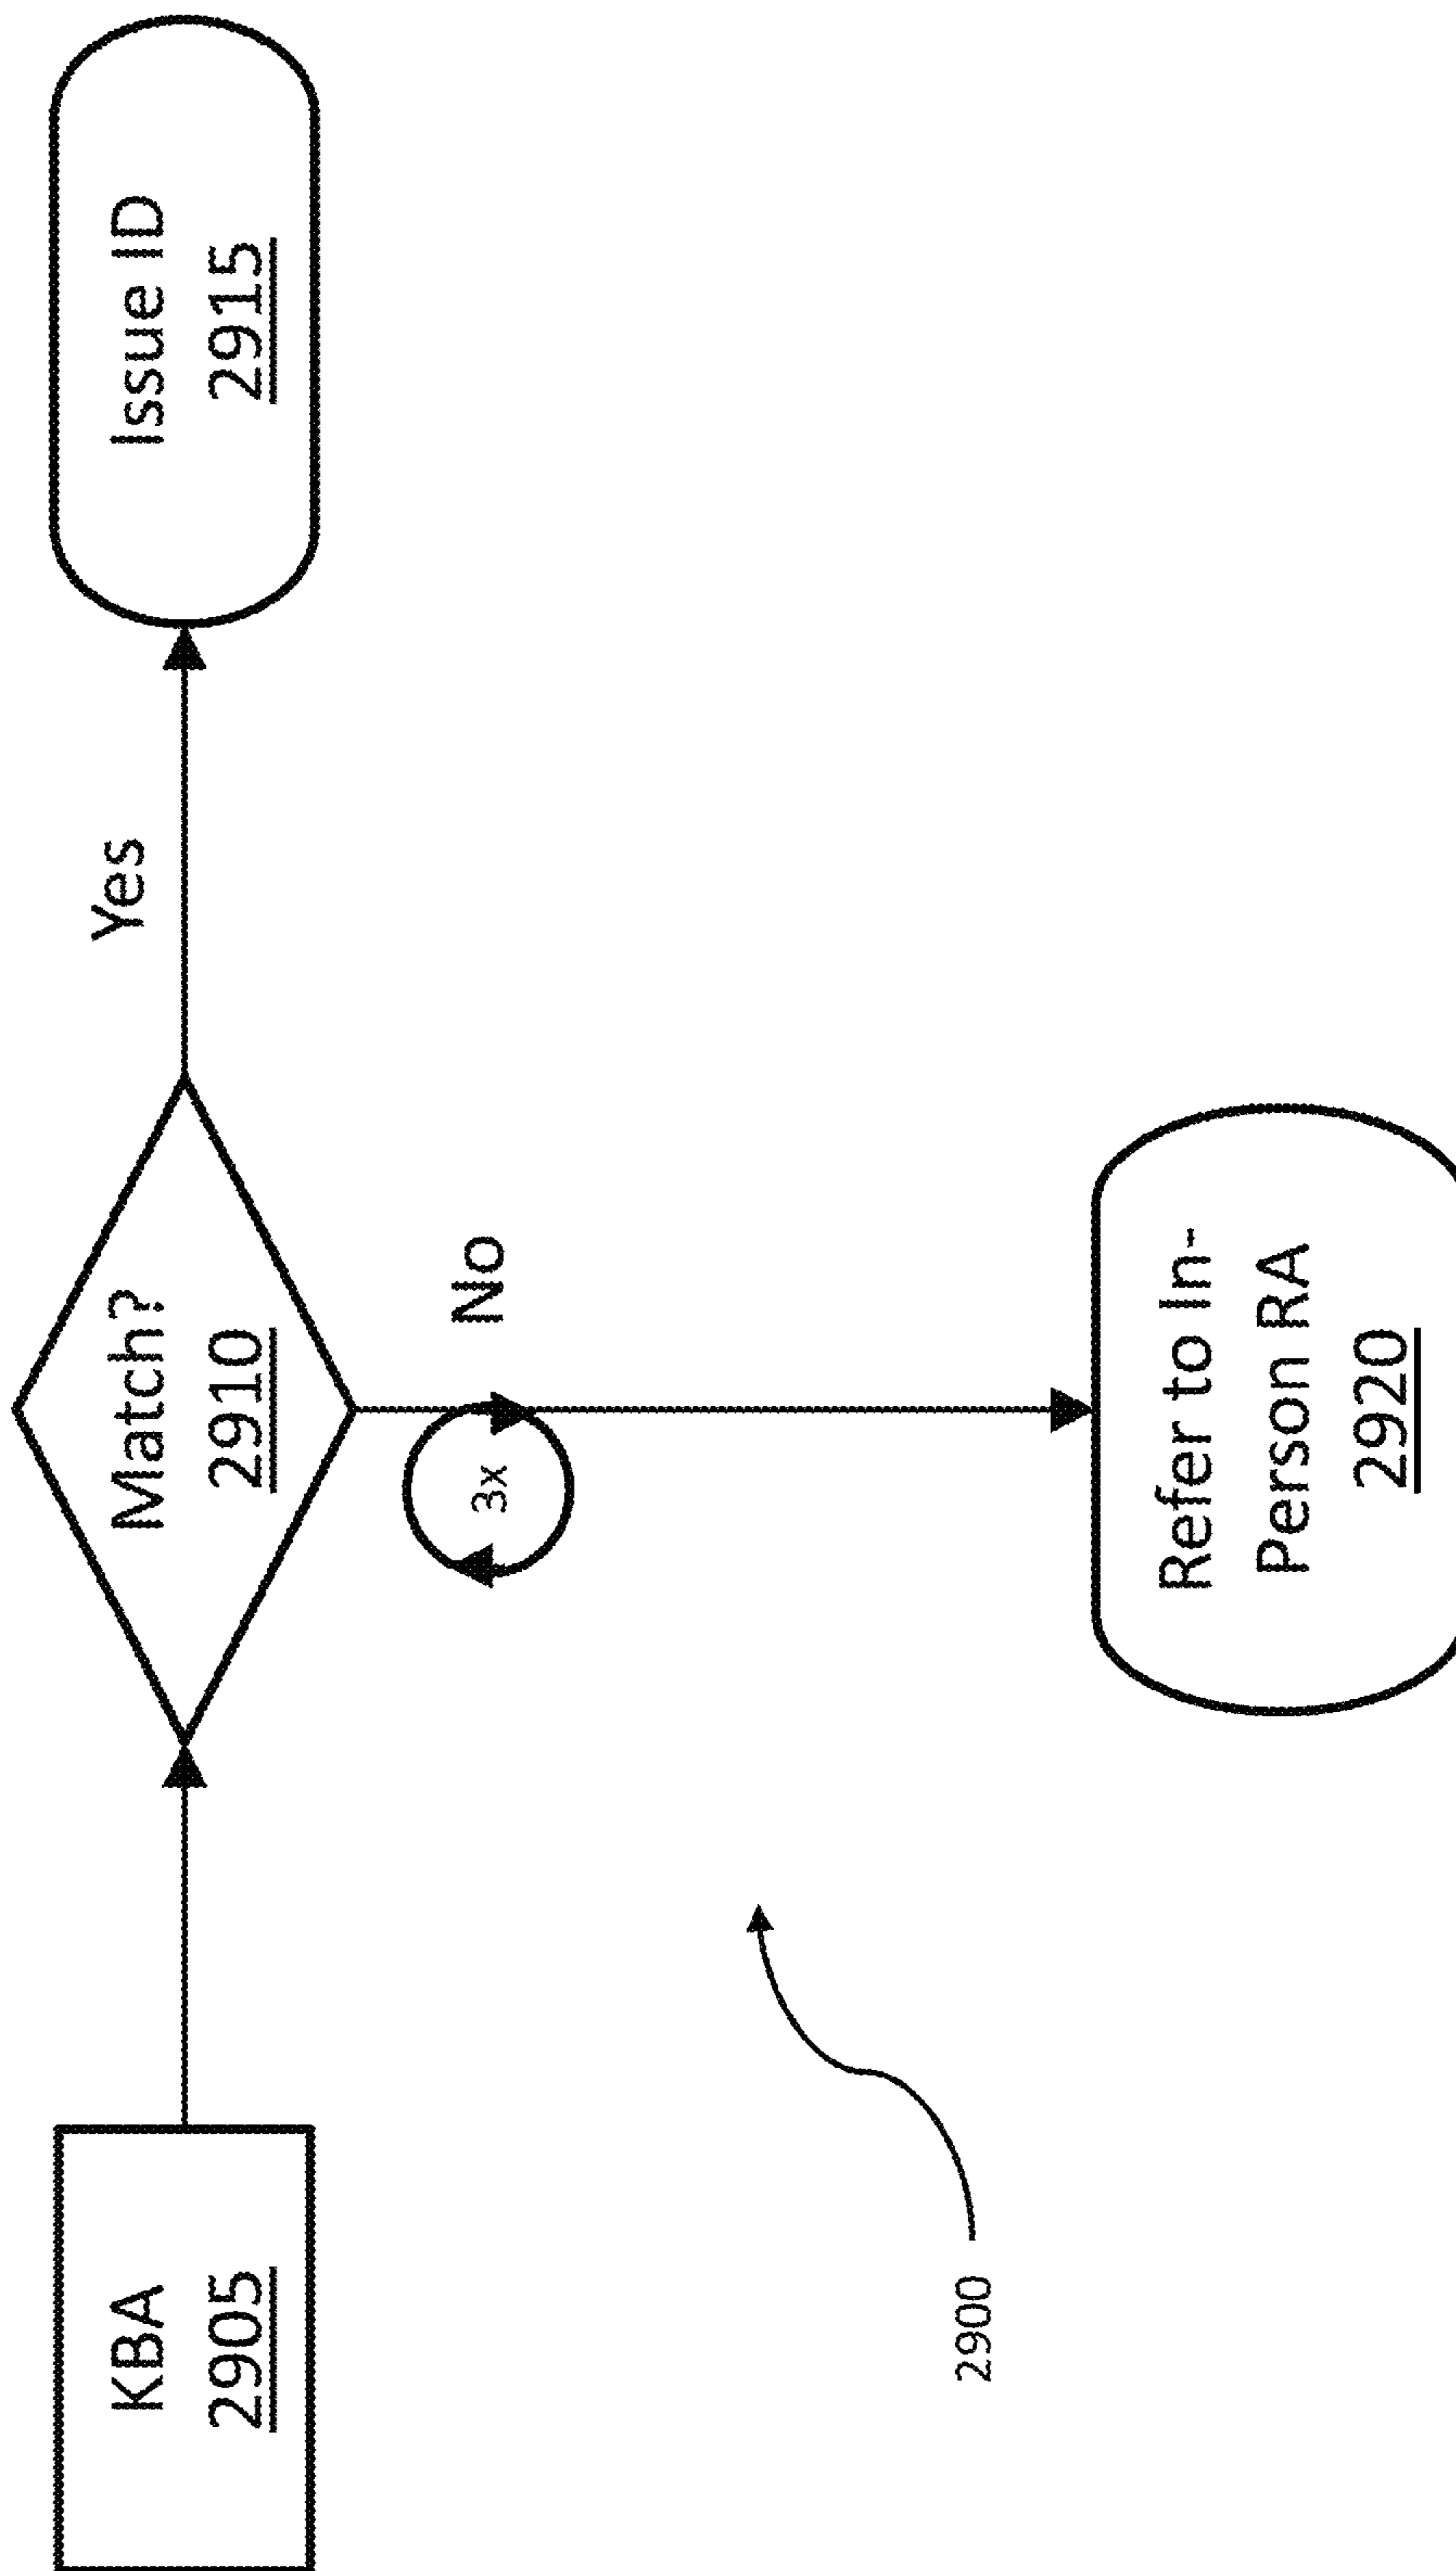 KBA
2905
Match?
2910
Yes
Issue ID
2915
No
3x
Refer to In-
Person RA
2920
2900